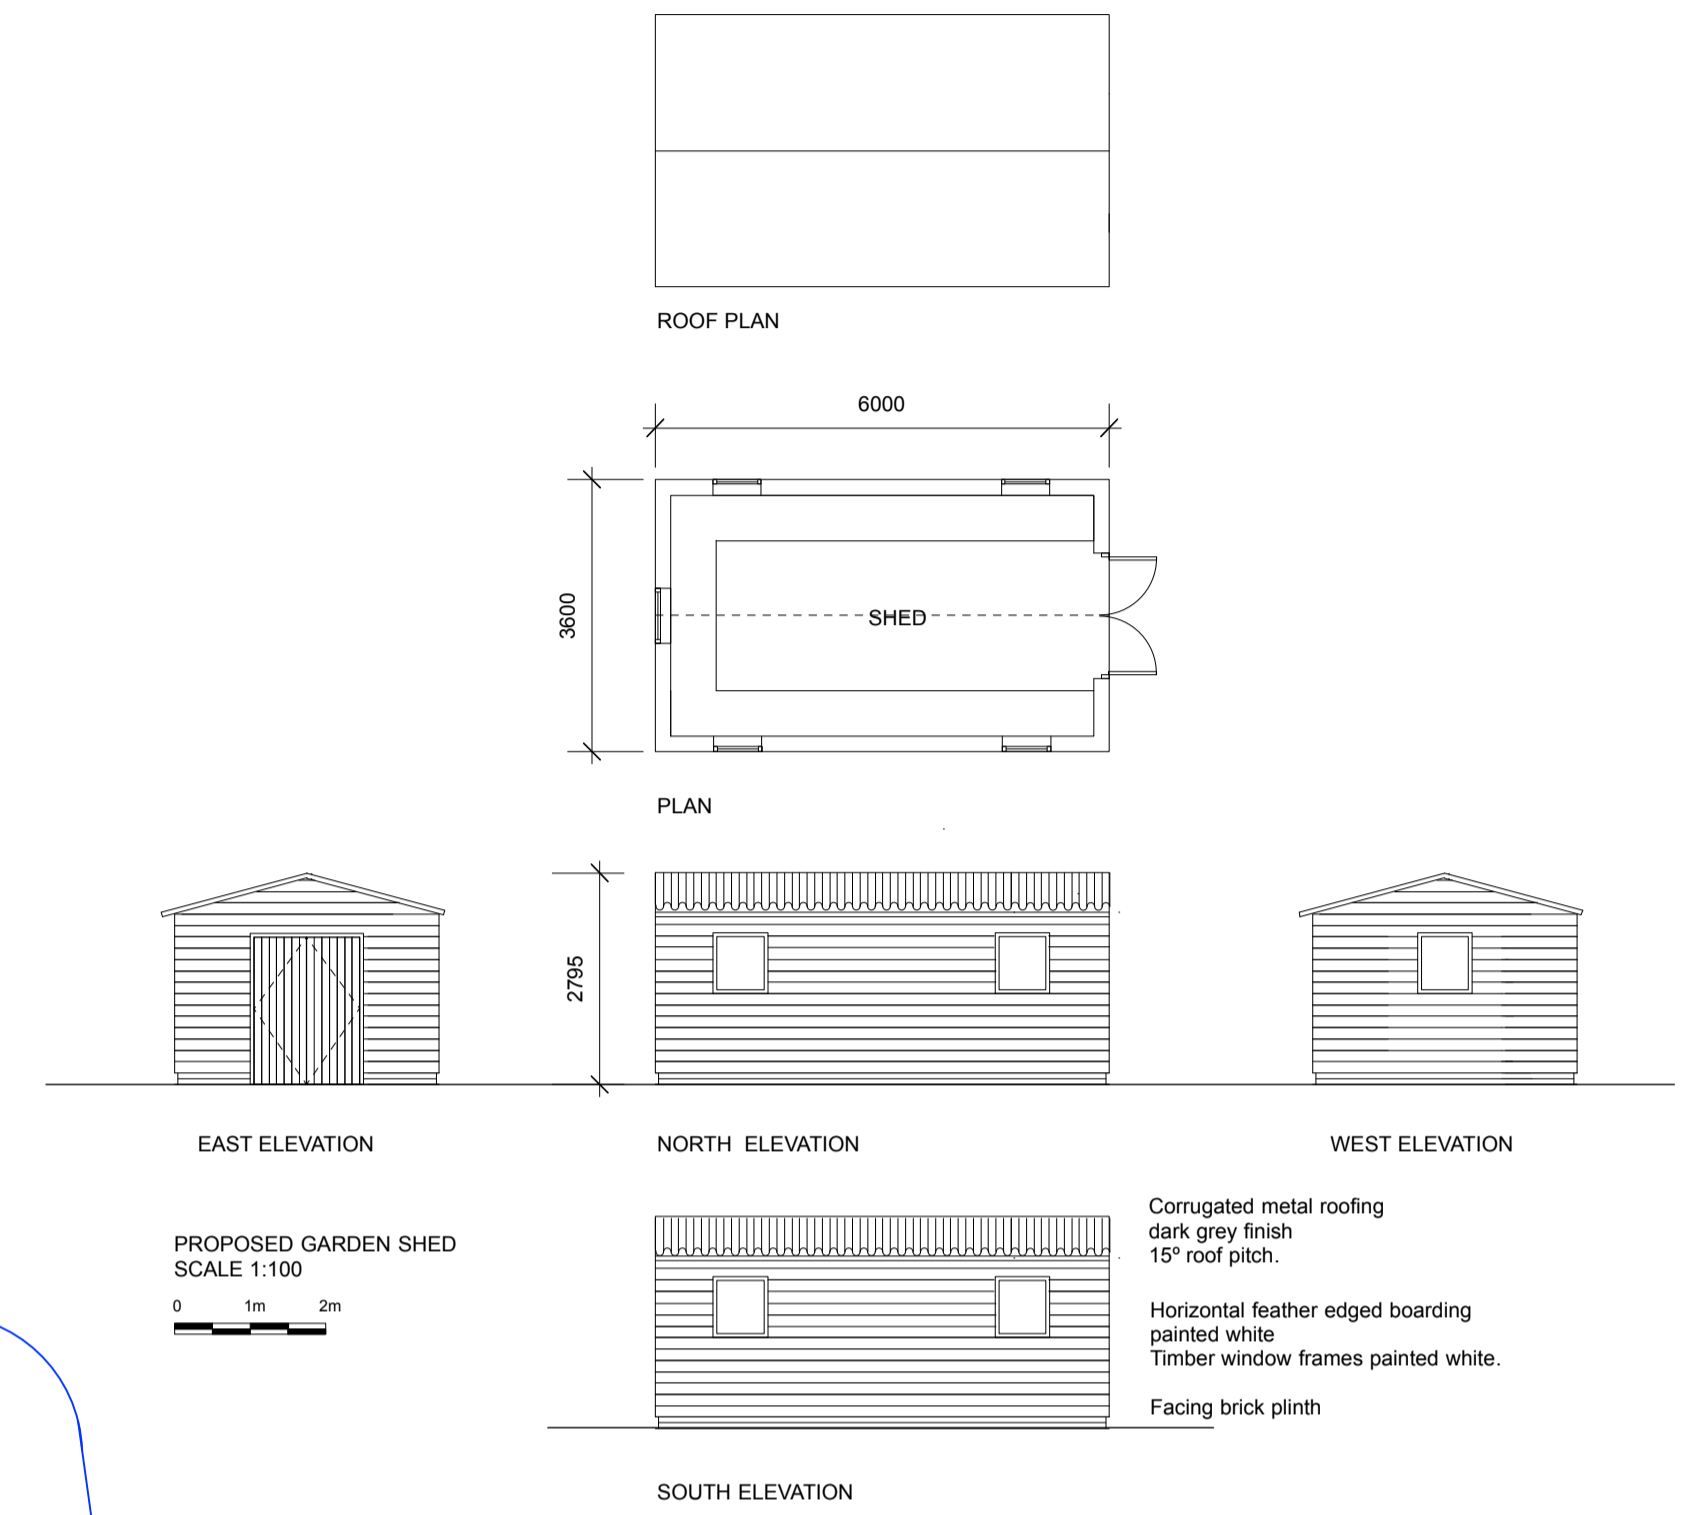 ROOF PLAN
6000
3600
SHED
PLAN
2795
EAST ELEVATION
NORTH ELEVATION
WEST ELEVATION
PROPOSED GARDEN SHED
SCALE 1:100
0 1m 2m
Corrugated metal roofing
dark grey finish
15º roof pitch.
Horizontal feather edged boarding
painted white
Timber window frames painted white.
Facing brick plinth
SOUTH ELEVATION